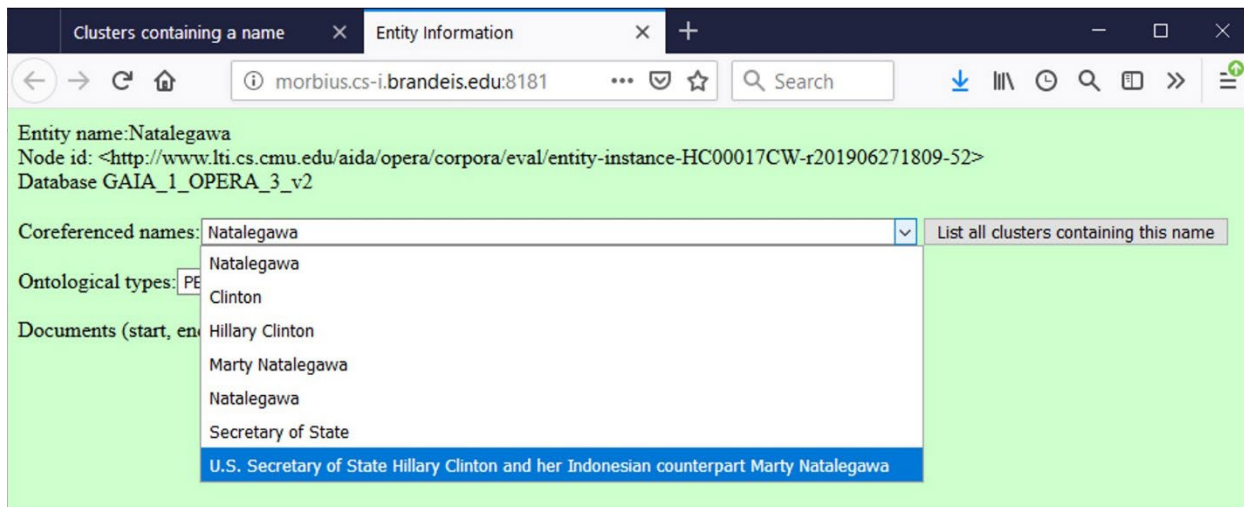 Clusters containing a name
Entity Information
morbius.cs-i.brandeis.edu:8181
Search
Entity name:Natalegawa
Node id: <http://www.lti.cs.cmu.edu/aida/opera/corpora/eval/entity-instance-HC00017CW-r201906271809-52>
Database GAIA_1_OPERA_3_v2
Coreferenced names: Natalegawa List all clusters containing this name
Natalegawa
Ontological types: PE
Clinton
Documents (start, en
Hillary Clinton
Marty Natalegawa
Natalegawa
Secretary of State
U.S. Secretary of State Hillary Clinton and her Indonesian counterpart Marty Natalegawa